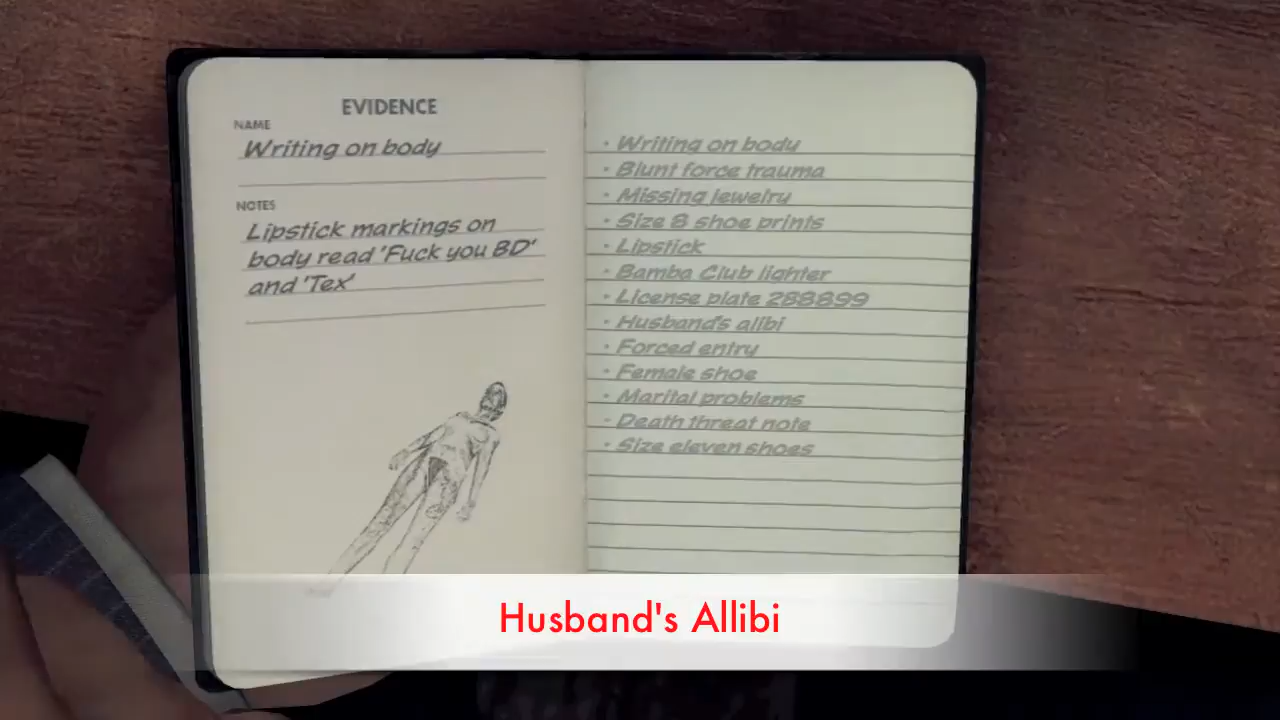 EVIDENCE
NAME
Writing on body
NOTES
Lipstick markings on
body read 'Fuck you BD'
and 'Tex'
• Writing on body
• Blunt force trauma
• Missing jewelry
• Size 8 shoe prints
• Lipstick
• Bamba Club lighter
• License plate 288899
• Husband's alibi
• Forced entry
• Female shoe
• Marital problems
• Death threat note
• Size eleven shoes
Husband's Allibi